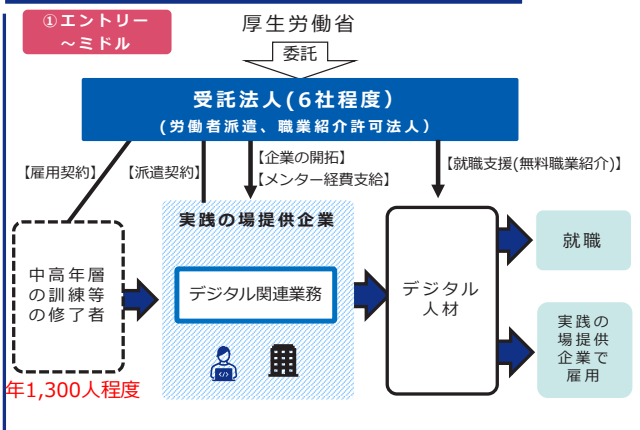 ①エントリー
～ミドル
厚生労働省
委託
受託法人(6社程度）
(労働者派遣、職業紹介許可法人）
【雇用契約】
【派遣契約】
【企業の開拓】
【メンター経費支給】
【就職支援(無料職業紹介)】
中高年層
の訓練等
の修了者
年1,300人程度
実践の場提供企業
デジタル関連業務
デジタル
人材
就職
実践の
場提供
企業で
雇用